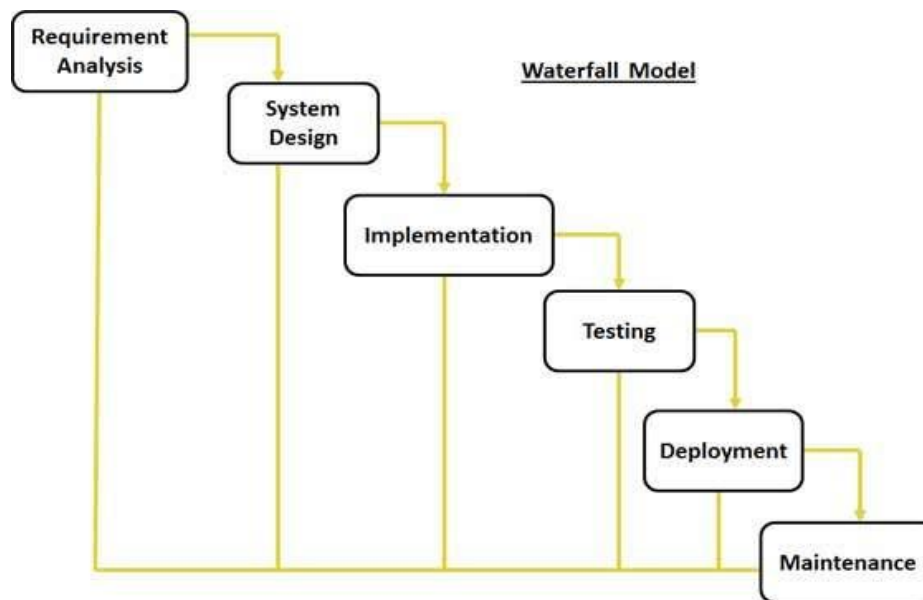 Requirement
Analysis
Waterfall Model
System
Design
Implementation
Testing
Deployment
Maintenance